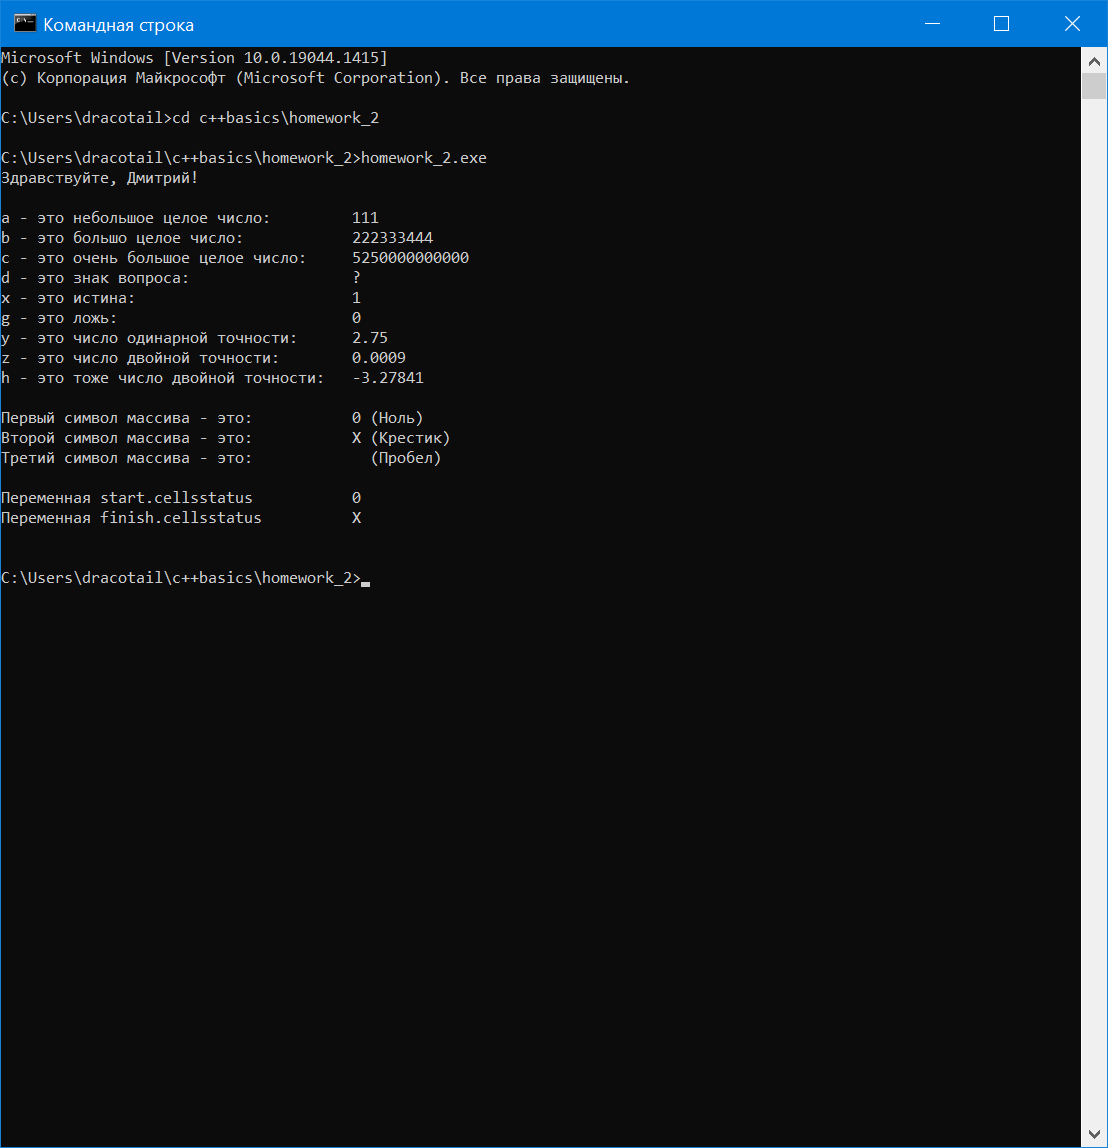 Командная строка
Microsoft Windows [Version 10.0.19044.1415]
(c) Корпорация Майкрософт (Microsoft Corporation). Все права защищены.
C:\Users\dracotail>cd c++basics\homework_2
C:\Users\dracotail\c++basics\homework_2>homework_2.exe
Здравствуйте, Дмитрий!
a - это небольшое целое число: 111
b - это большо целое число: 222333444
c - это очень большое целое число: 5250000000000
d - это знак вопроса: ?
x - это истина: 1
g - это ложь: 0
y - это число одинарной точности: 2.75
z - это число двойной точности: 0.0009
h - это тоже число двойной точности: -3.27841
Первый символ массива - это: 0 (Ноль)
Второй символ массива - это: X (Крестик)
Третий символ массива - это: (Пробел)
Переменная start.cellsstatus 0
Переменная finish.cellsstatus X
C:\Users\dracotail\c++basics\homework_2>